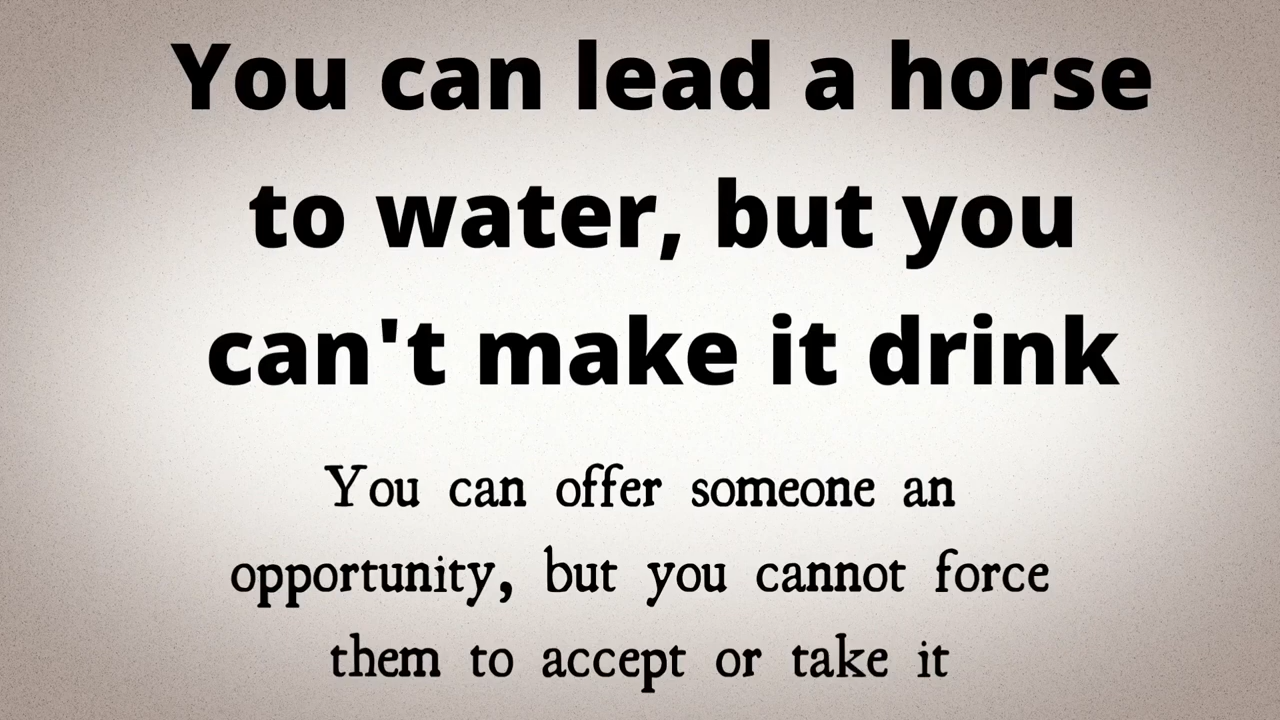 You can lead a horse
to water, but you
can't make it drink
You can offer someone an
opportunity, but you cannot force
them to accept or take it